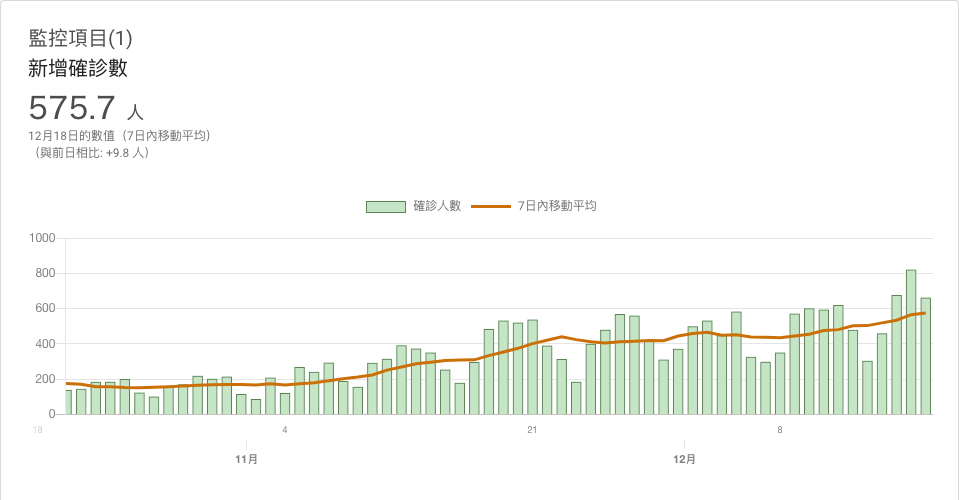 監控項目(1)
新增確診數
575.7 人
12月18日的數值（7日內移動平均）
（與前日相比: +9.8 人）
確診人數 7日內移動平均
1000
800
600
400
200
0
18 4 21 8
11月 12月